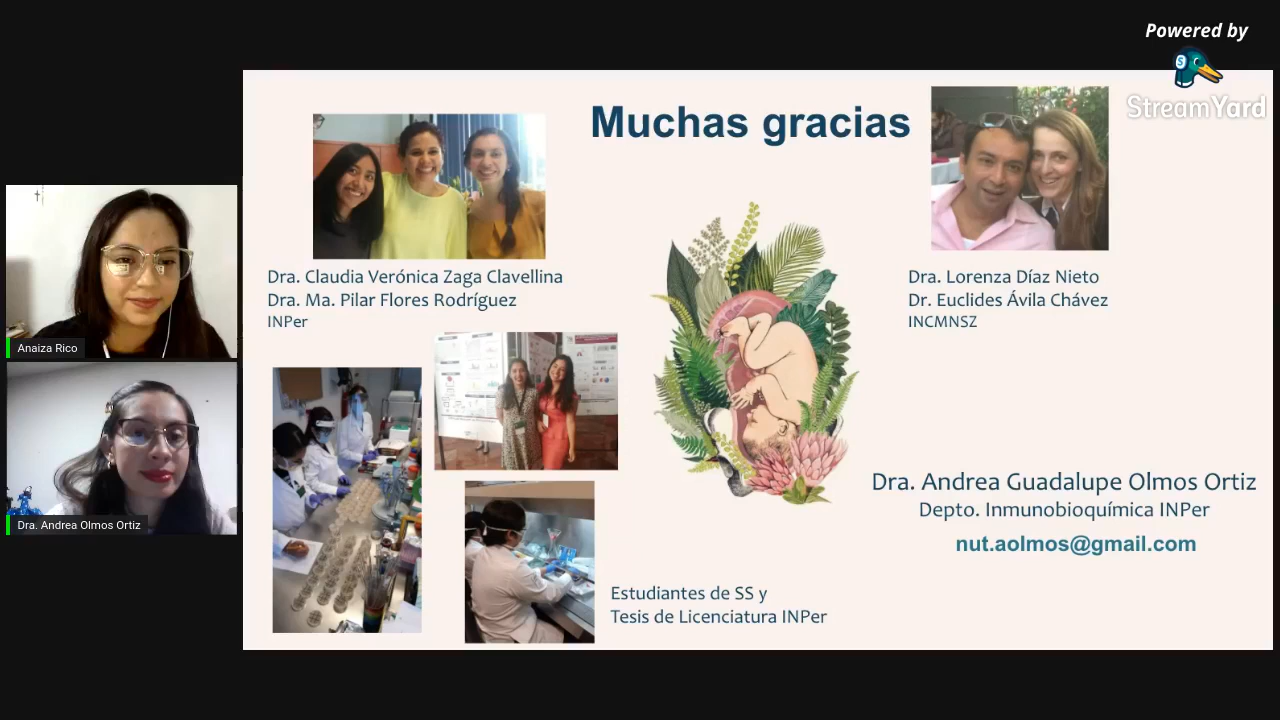 Powered by
StreamYard
Muchas gracias
Dra. Claudia Verónica Zaga Clavellina
Dra. Ma. Pilar Flores Rodríguez
INPer
Dra. Lorenza Díaz Nieto
Dr. Euclides Ávila Chávez
INCMNSZ
Anaiza Rico
Dra. Andrea Olmos Ortiz
Dra. Andrea Guadalupe Olmos Ortiz
Depto. Inmunobioquímica INPer
nut.aolmos@gmail.com
Estudiantes de SS y
Tesis de Licenciatura INPer